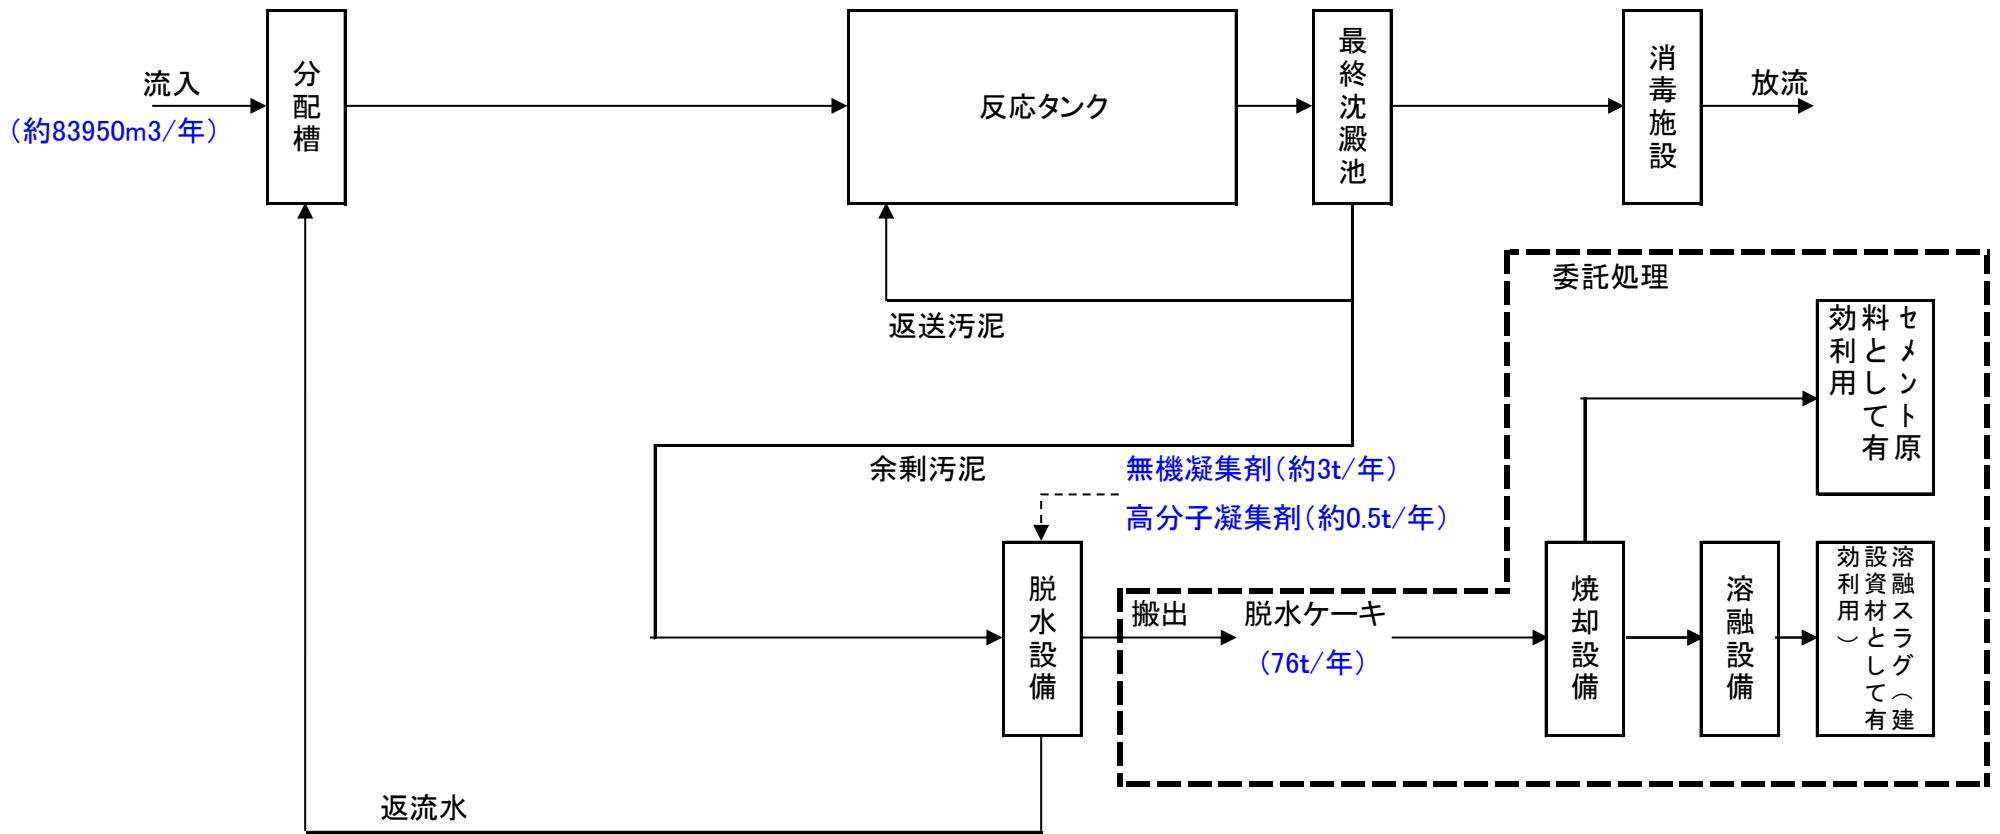 流入
(約83950m3/年)
分配槽
反応タンク
最終沈澱池
消毒施設
放流
返送汚泥
委託処理
セメント原
料として有
効利用
余剰汚泥
無機凝集剤(約3t/年)
高分子凝集剤(約0.5t/年)
脱水設備
搬出
脱水ケーキ
(76t/年)
焼却設備
溶融設備
溶融スラグ(建
設資材として有
効利用)
返流水